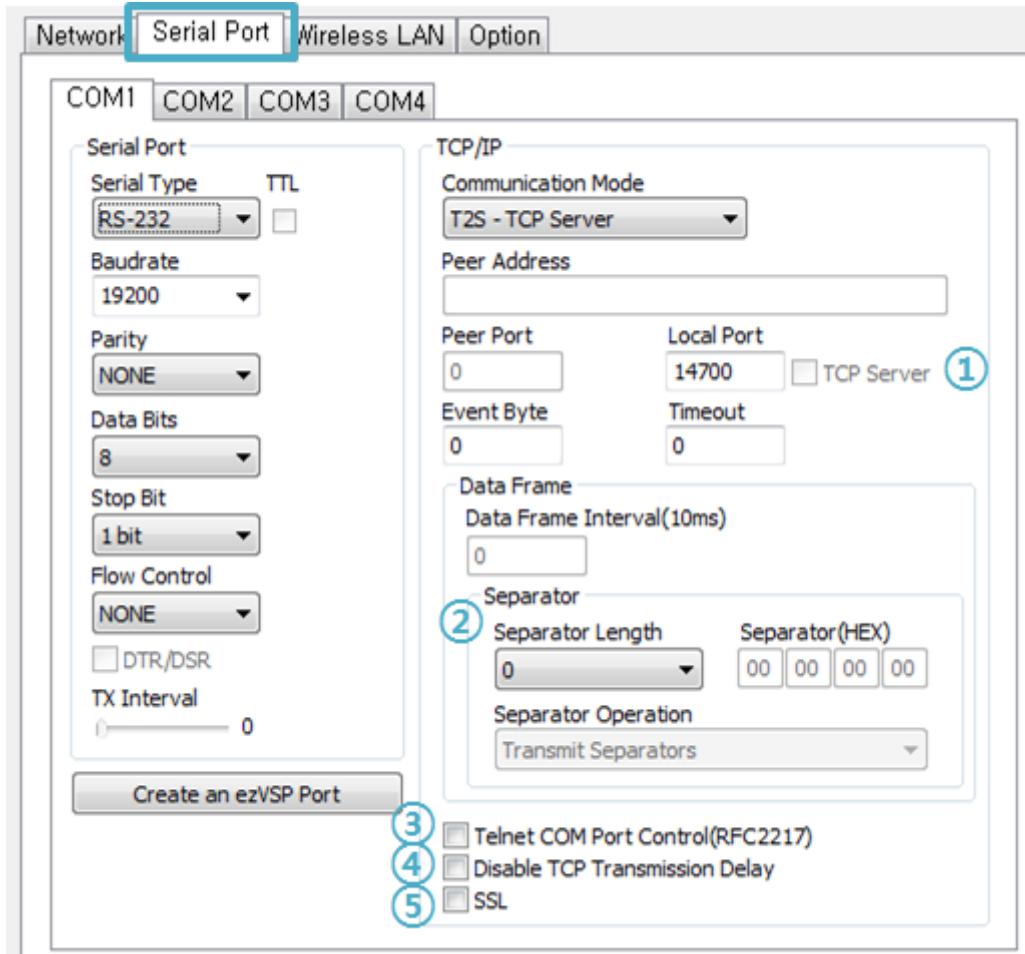 Network Serial Port Wireless LAN Option
COM1 COM2 COM3 COM4
Serial Port
Serial Type TTL
RS-232
Baudrate
19200
Parity
NONE
Data Bits
8
Stop Bit
1 bit
Flow Control
NONE
DTR/DSR
TX Interval
0
Create an ezVSP Port
TCP/IP
Communication Mode
T2S - TCP Server
Peer Address
Peer Port Local Port
0 14700 TCP Server ①
Event Byte Timeout
0 0
Data Frame
Data Frame Interval(10ms)
0
Separator
②
Separator Length Separator(HEX)
0 00 00 00 00
Separator Operation
Transmit Separators
③ Telnet COM Port Control(RFC2217)
④ Disable TCP Transmission Delay
⑤ SSL